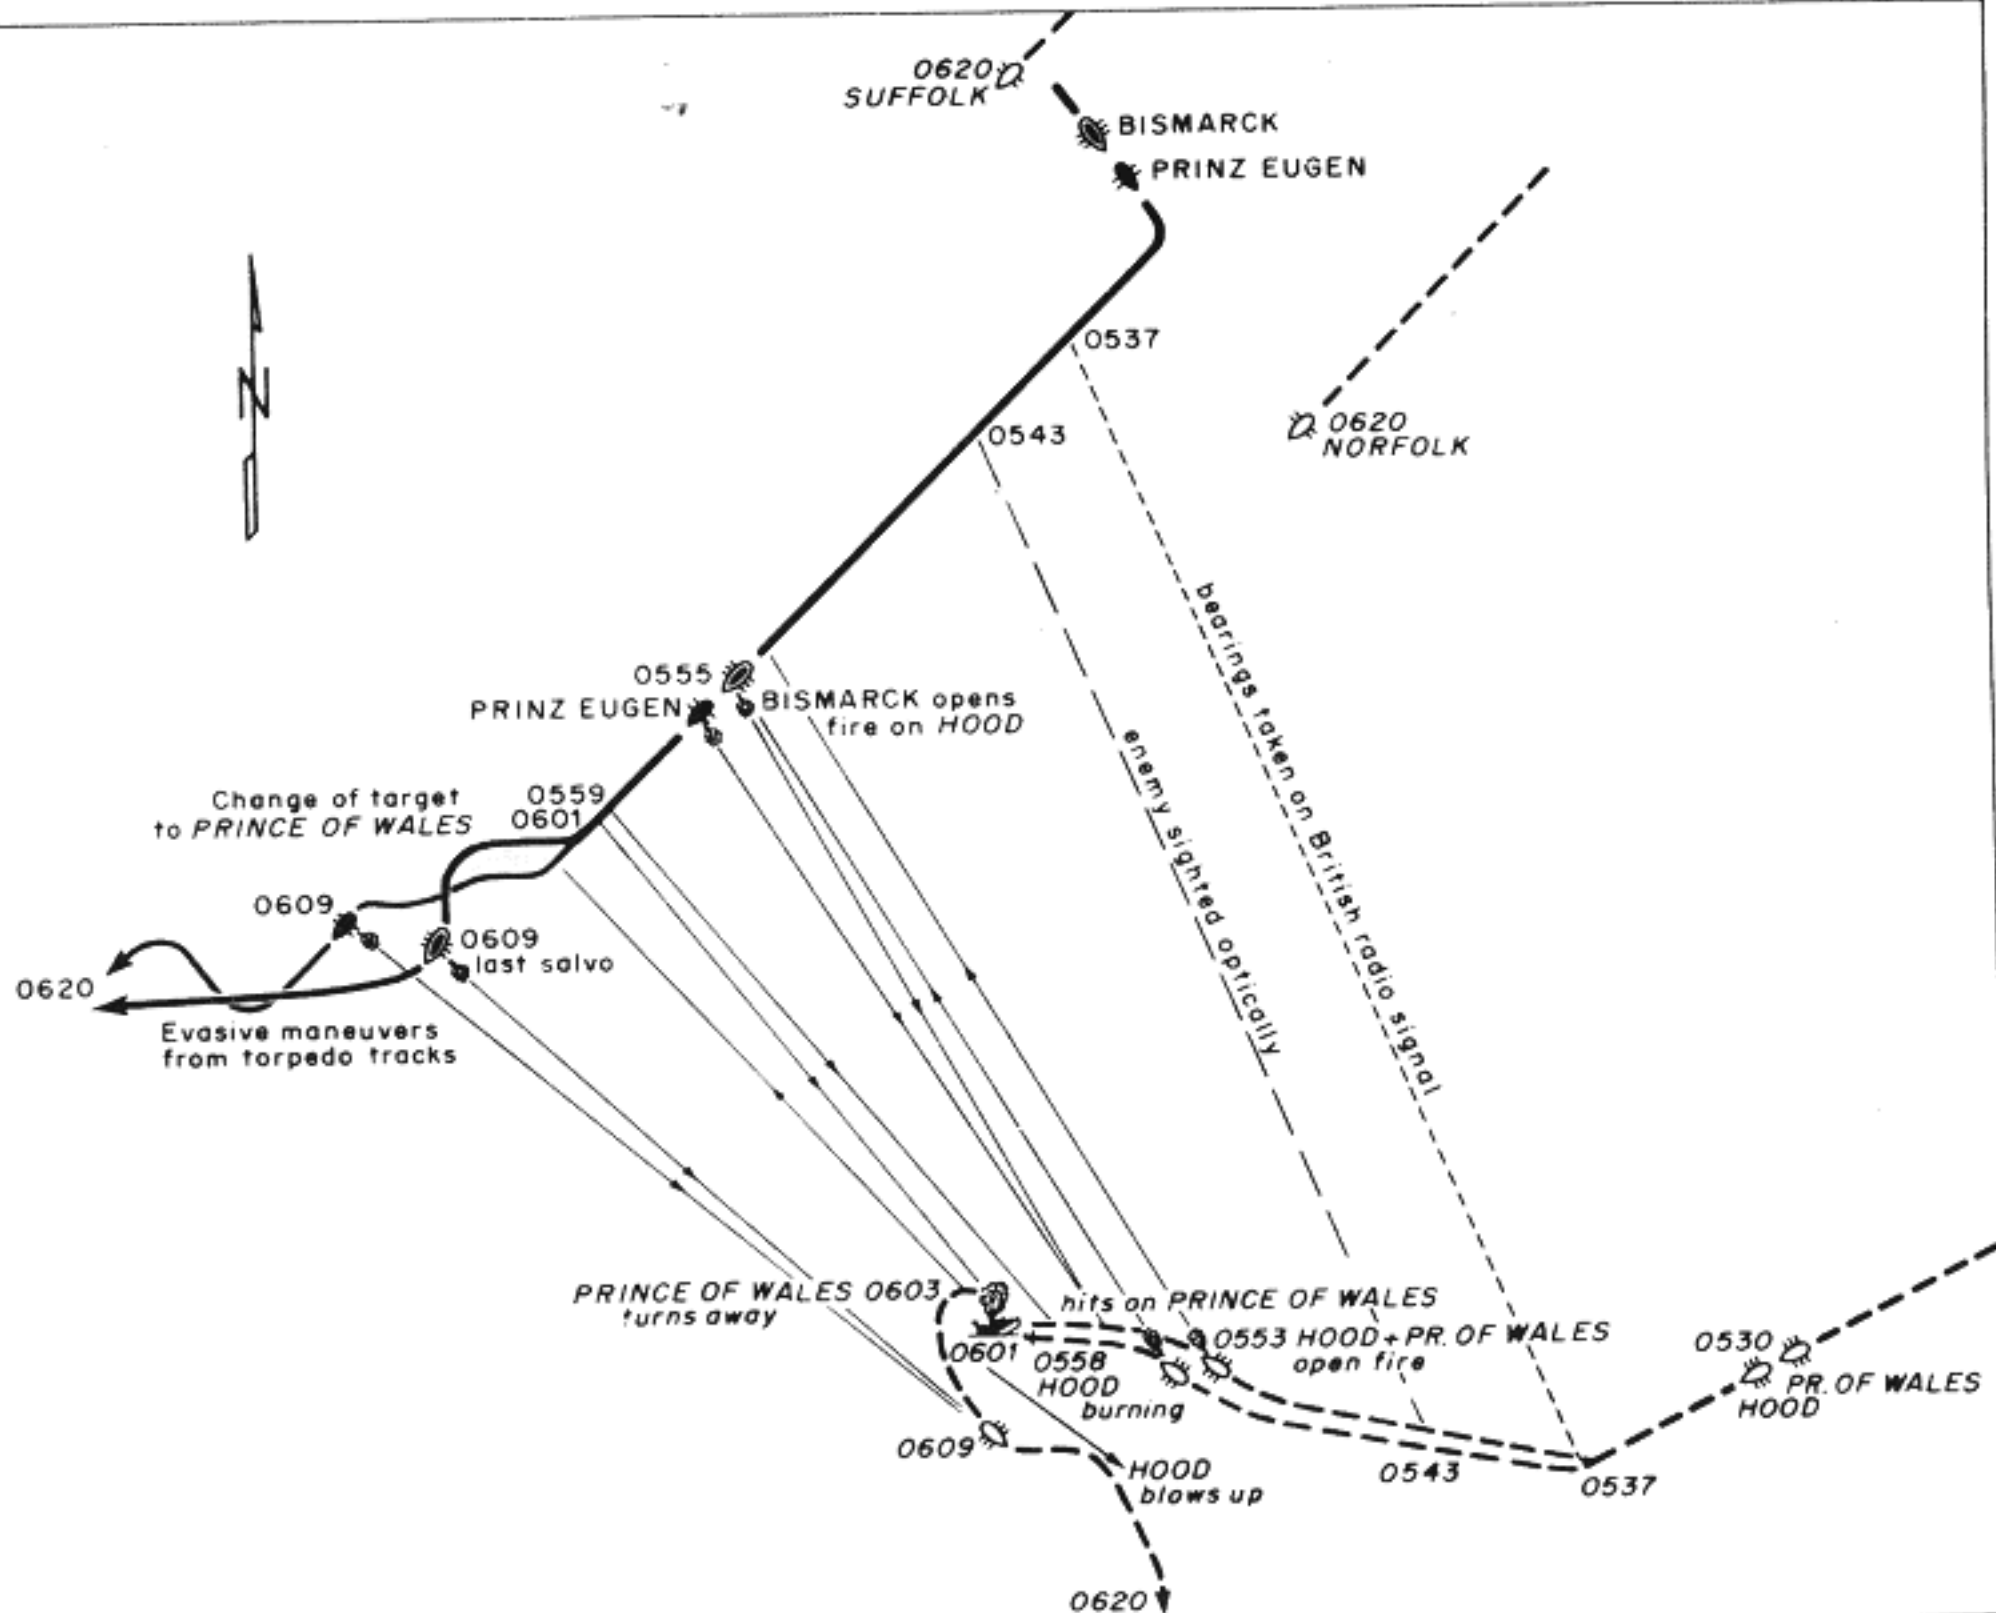 0620
SUFFOLK
BISMARCK
PRINZ EUGEN
N
0537
0620
NORFOLK
0543
bearings taken on British radio signal
enemy sighted optically
0555
PRINZ EUGEN
BISMARCK opens
fire on HOOD
0559
0601
Change of target
to PRINCE OF WALES
0609
0609
last salvo
0620
Evasive maneuvers
from torpedo tracks
PRINCE OF WALES 0603
turns away
hits on PRINCE OF WALES
0553 HOOD + PR. OF WALES
open fire
0601
0558
HOOD
burning
0530
PR. OF WALES
HOOD
0609
HOOD
blows up
0543
0537
0620